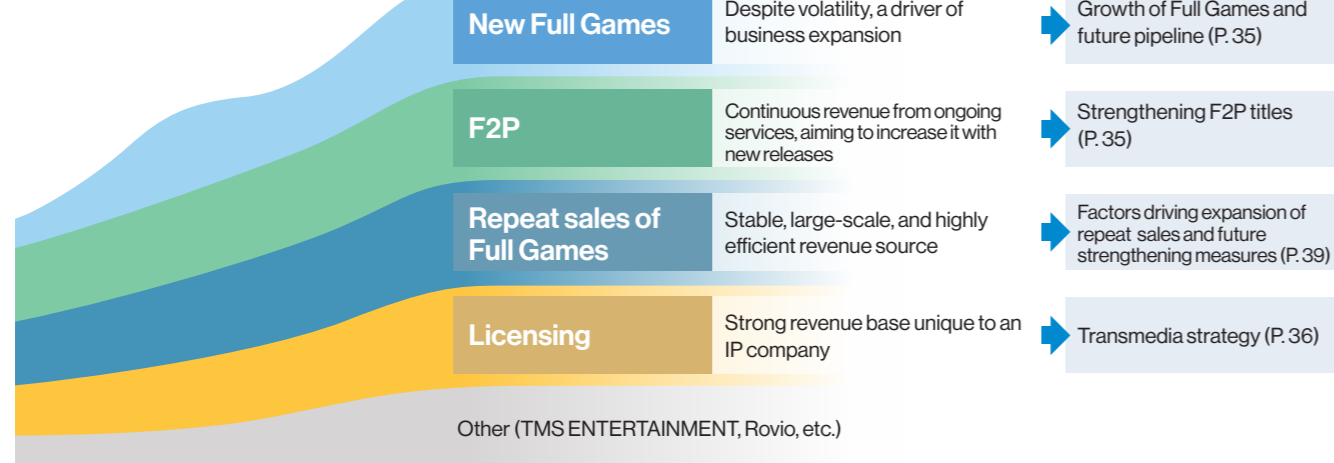 New Full Games
Despite volatility, a driver of
business expansion
Growth of Full Games and
future pipeline (P. 35)
F2P
Continuous revenue from ongoing
services, aiming to increase it with
new releases
Strengthening F2P titles
(P. 35)
Repeat sales of
Full Games
Stable, large-scale, and highly
efficient revenue source
Factors driving expansion of
repeat sales and future
strengthening measures (P. 39)
Licensing
Strong revenue base unique to an
IP company
Transmedia strategy (P. 36)
Other (TMS ENTERTAINMENT, Rovio, etc.)